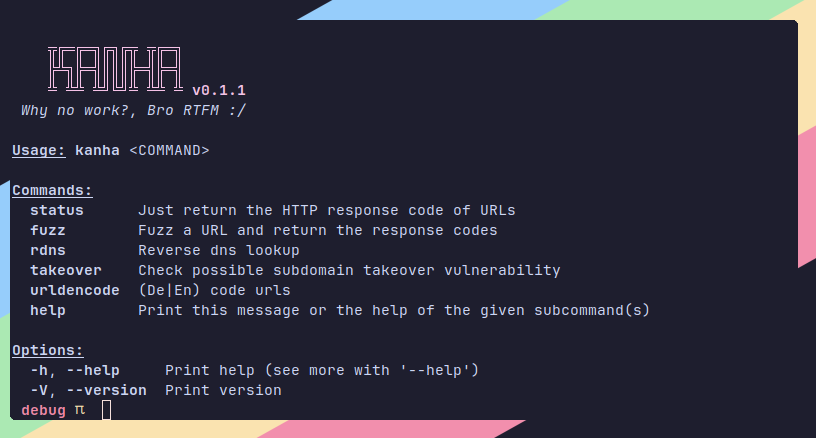 KANHA v0.1.1
Why no work?, Bro RTFM :/
Usage: kanha <COMMAND>
Commands:
status Just return the HTTP response code of URLs
fuzz Fuzz a URL and return the response codes
rdns Reverse dns lookup
takeover Check possible subdomain takeover vulnerability
urldencode (De|En) code urls
help Print this message or the help of the given subcommand(s)
Options:
-h, --help Print help (see more with '--help')
-V, --version Print version
debug π